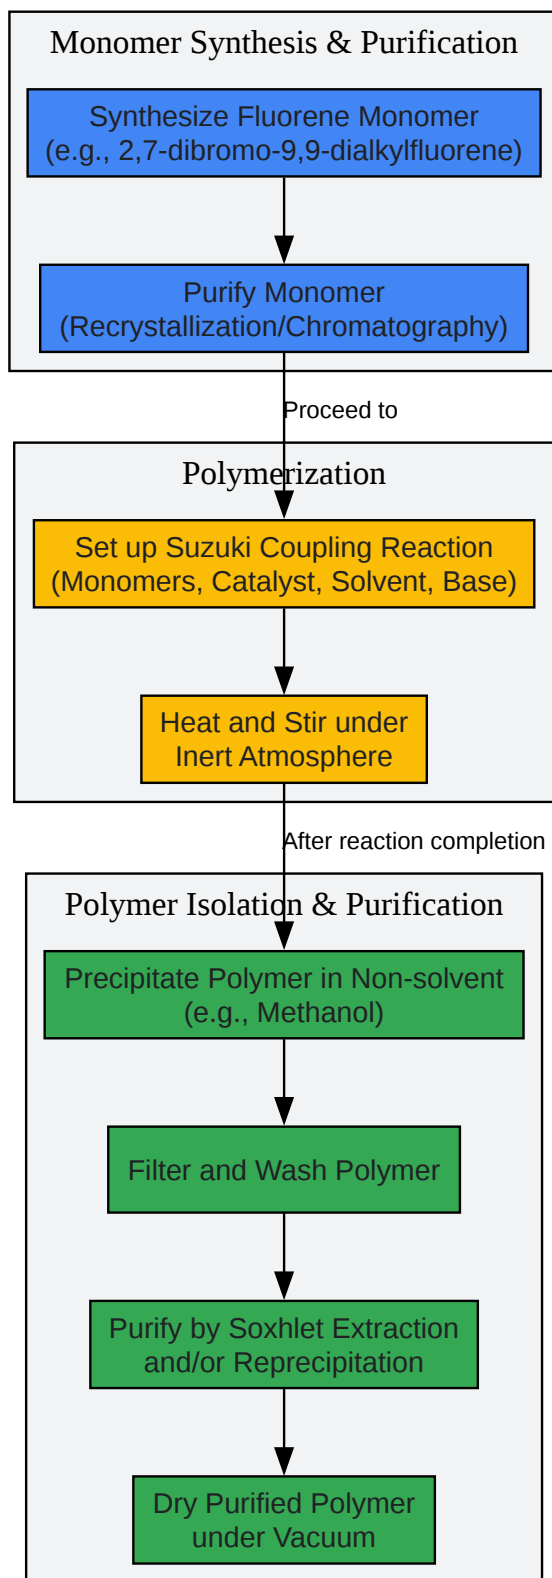 Monomer Synthesis & Purification
Synthesize Fluorene Monomer
(e.g., 2,7-dibromo-9,9-dialkylfluorene)
Purify Monomer
(Recrystallization/Chromatography)
Proceed to
Polymerization
Set up Suzuki Coupling Reaction
(Monomers, Catalyst, Solvent, Base)
Heat and Stir under
Inert Atmosphere
After reaction completion
Polymer Isolation & Purification
Precipitate Polymer in Non-solvent
(e.g., Methanol)
Filter and Wash Polymer
Purify by Soxhlet Extraction
and/or Reprecipitation
Dry Purified Polymer
under Vacuum